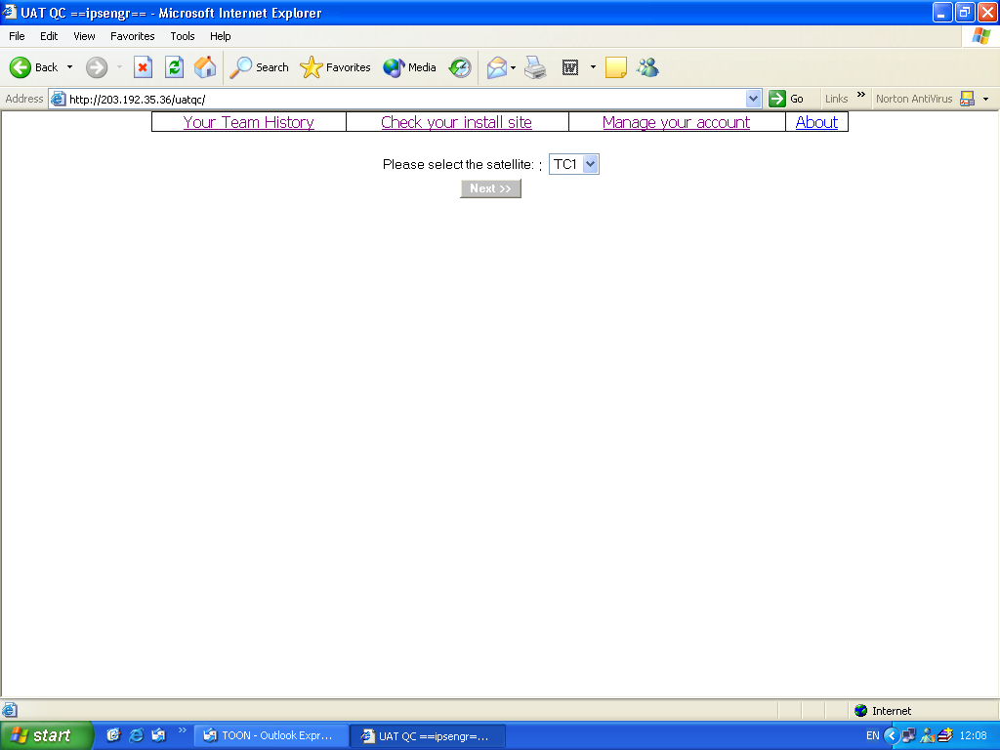 UAT QC ==ipsengr== - Microsoft Internet Explorer
File Edit View Favorites Tools Help
Back Search Favorites Media
Address http://203.192.35.36/uatqc/ Go Links » Norton AntiVirus
Your Team History Check your install site Manage your account About
Please select the satellite: : TC1
Next >>
Internet
start » TOON - Outlook Expr... UAT QC ==ipsengr=... EN 12:08